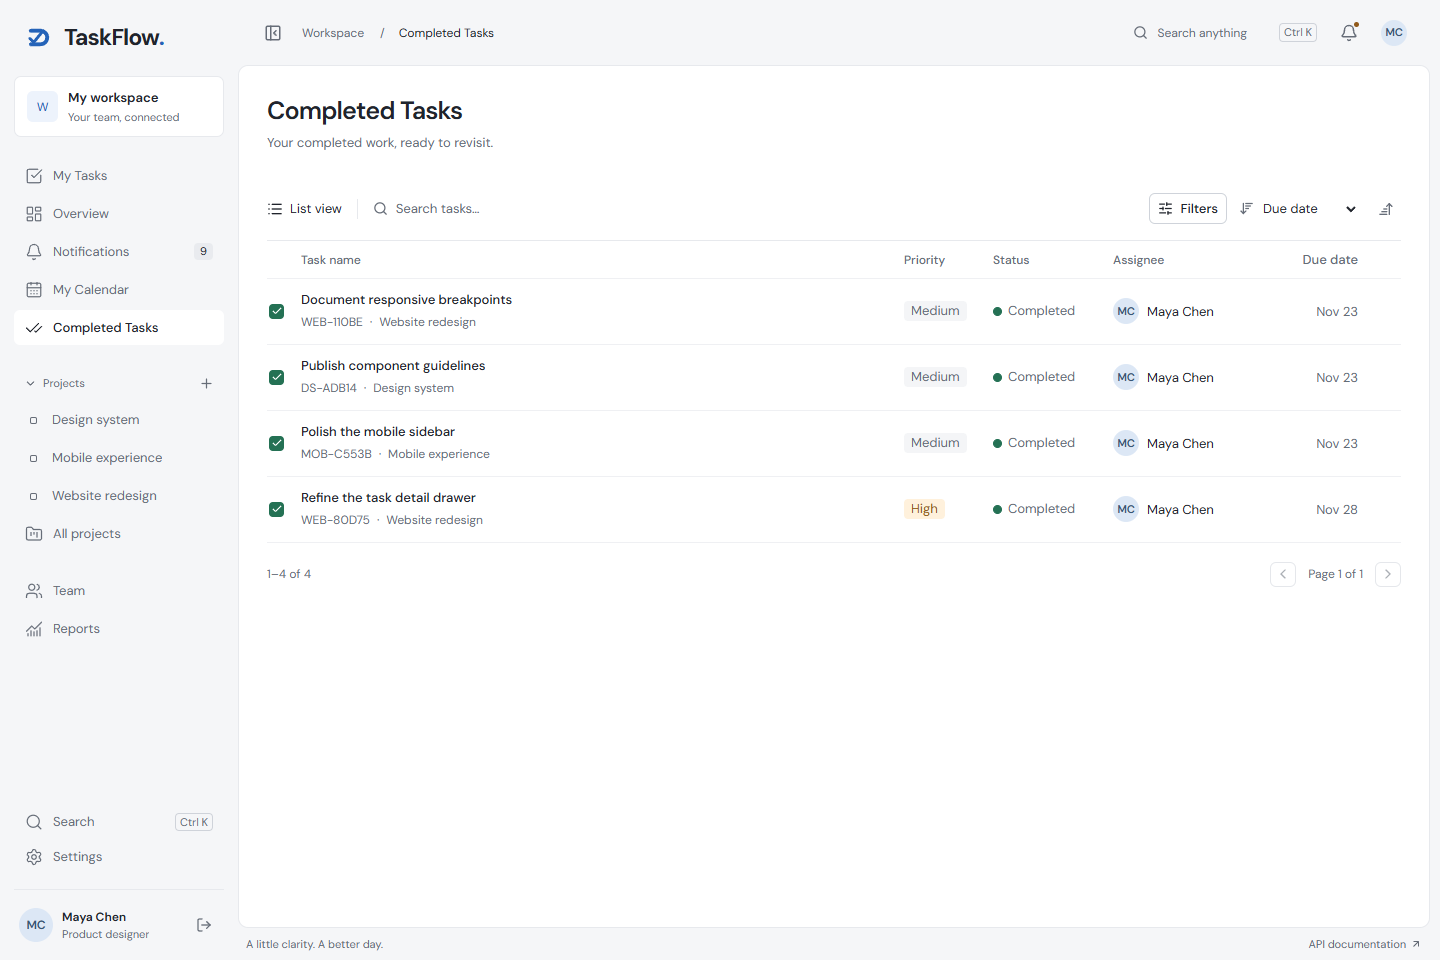 TaskFlow.
W
My workspace
Your team, connected
My Tasks
Overview
Notifications 9
My Calendar
Completed Tasks
Projects
Design system
Mobile experience
Website redesign
All projects
Team
Reports
Search Ctrl K
Settings
MC
Maya Chen
Product designer
Workspace / Completed Tasks
Search anything Ctrl K MC
Completed Tasks
Your completed work, ready to revisit.
List view Search tasks... Filters Due date
Task name Priority Status Assignee Due date
Document responsive breakpoints
WEB-110BE · Website redesign
Medium Completed MC Maya Chen Nov 23
Publish component guidelines
DS-ADB14 · Design system
Medium Completed MC Maya Chen Nov 23
Polish the mobile sidebar
MOB-C553B · Mobile experience
Medium Completed MC Maya Chen Nov 23
Refine the task detail drawer
WEB-80D75 · Website redesign
High Completed MC Maya Chen Nov 28
1–4 of 4 Page 1 of 1
A little clarity. A better day. API documentation